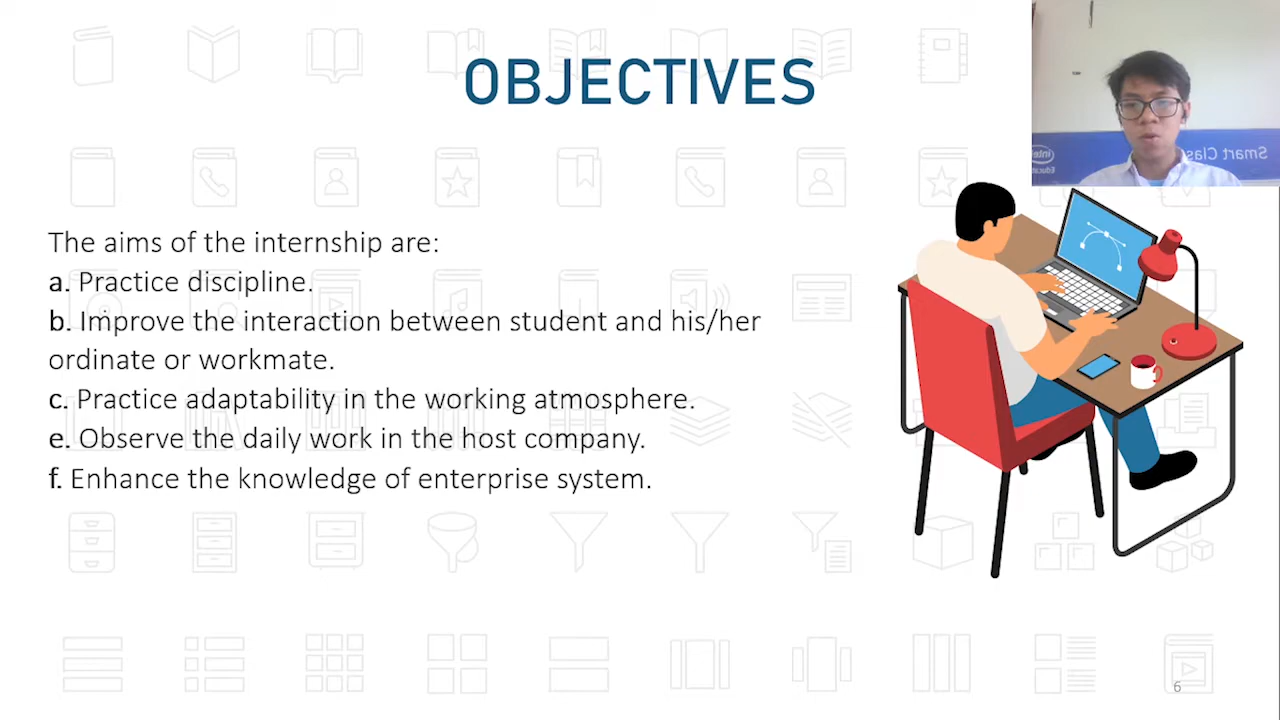 OBJECTIVES
intel
Education
Smart Clas
The aims of the internship are:
a. Practice discipline.
b. Improve the interaction between student and his/her
ordinate or workmate.
c. Practice adaptability in the working atmosphere.
e. Observe the daily work in the host company.
f. Enhance the knowledge of enterprise system.
6